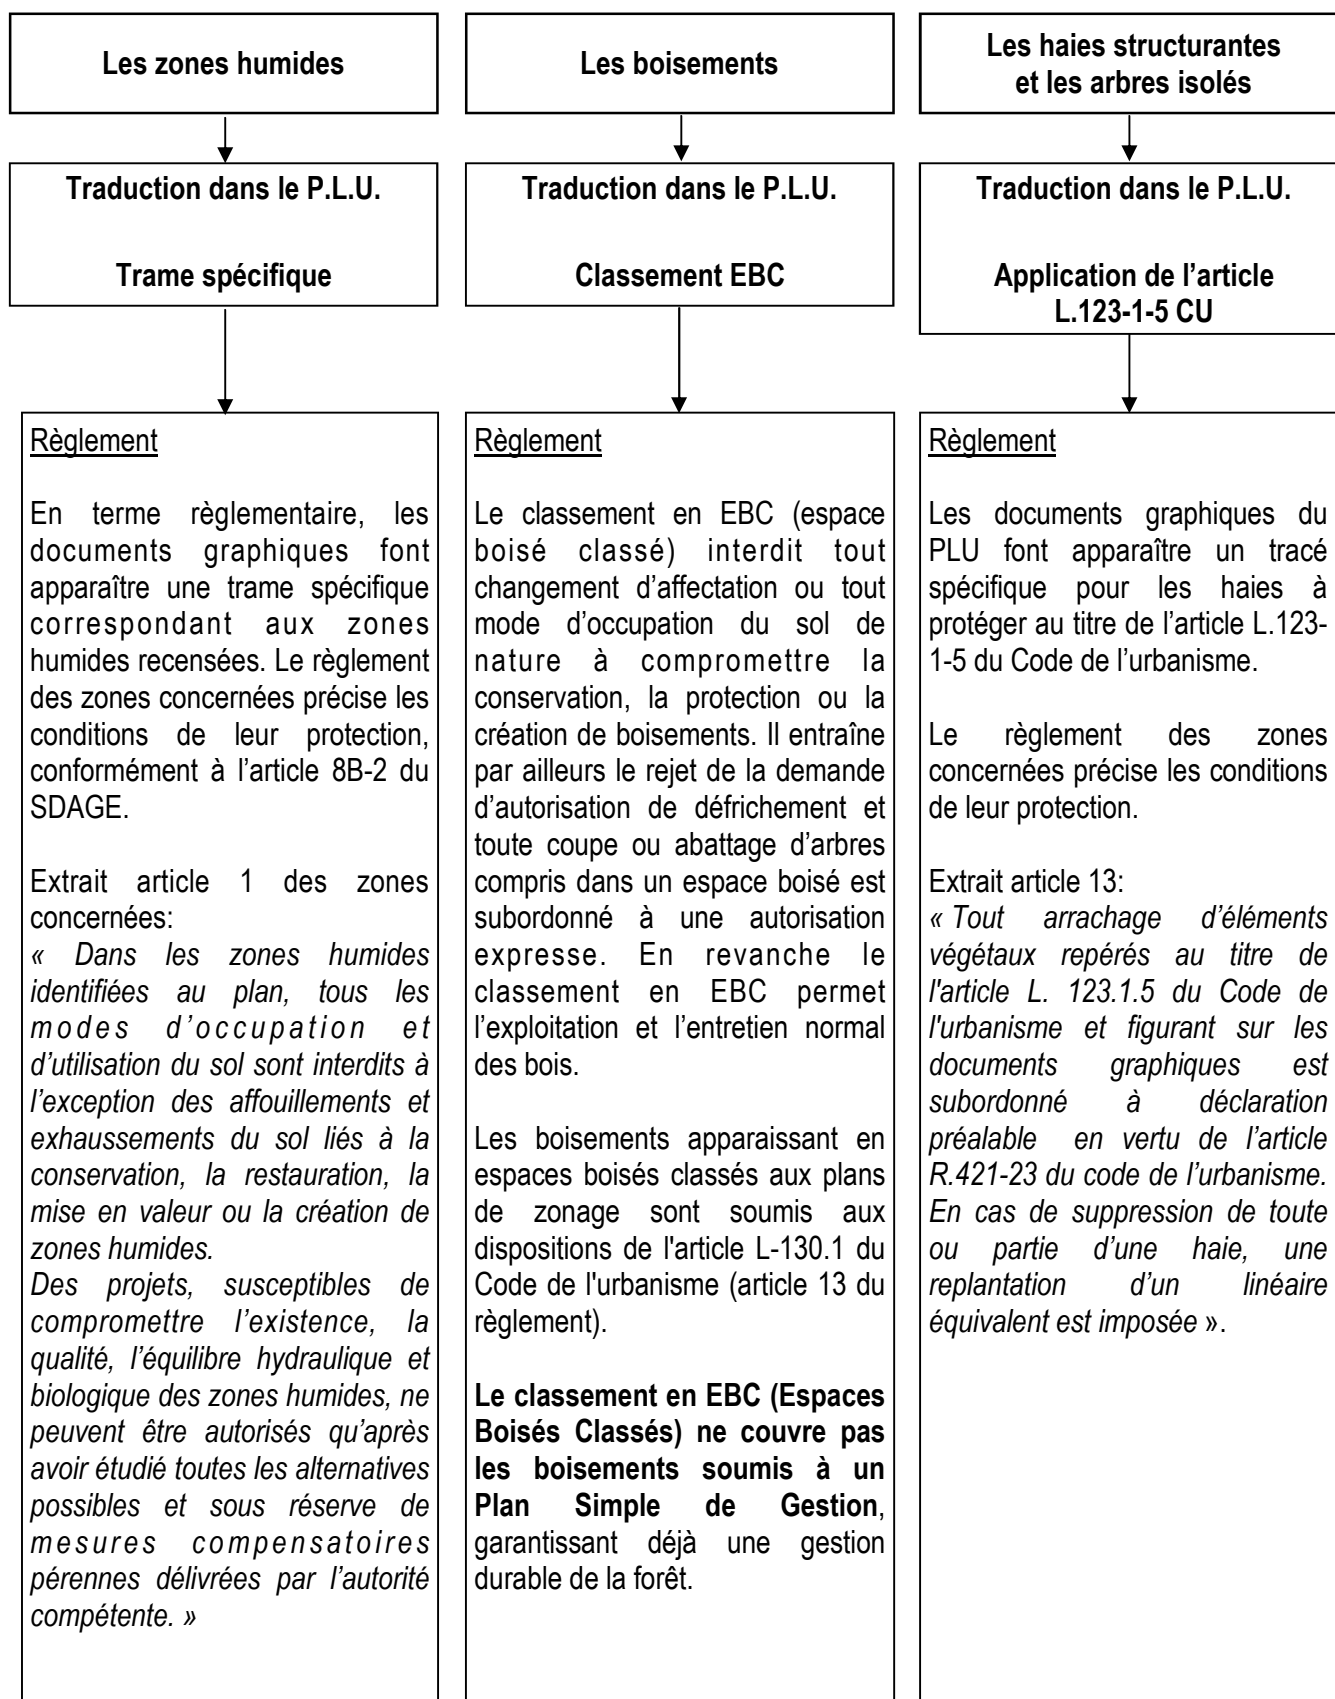 Les zones humides
Traduction dans le P.L.U.
Trame spécifique
Règlement
En terme règlementaire, les
documents graphiques font
apparaître une trame spécifique
correspondant aux zones
humides recensées. Le règlement
des zones concernées précise les
conditions de leur protection,
conformément à l’article 8B-2 du
SDAGE.
Extrait article 1 des zones
concernées:
« Dans les zones humides
identifiées au plan, tous les
modes d’occupation et
d’utilisation du sol sont interdits à
l’exception des affouillements et
exhaussements du sol liés à la
conservation, la restauration, la
mise en valeur ou la création de
zones humides.
Des projets, susceptibles de
compromettre l’existence, la
qualité, l’équilibre hydraulique et
biologique des zones humides, ne
peuvent être autorisés qu’après
avoir étudié toutes les alternatives
possibles et sous réserve de
mesures compensatoires
pérennes délivrées par l’autorité
compétente. »
Les boisements
Traduction dans le P.L.U.
Classement EBC
Règlement
Le classement en EBC (espace
boisé classé) interdit tout
changement d’affectation ou tout
mode d’occupation du sol de
nature à compromettre la
conservation, la protection ou la
création de boisements. Il entraîne
par ailleurs le rejet de la demande
d’autorisation de défrichement et
toute coupe ou abattage d’arbres
compris dans un espace boisé est
subordonné à une autorisation
expresse. En revanche le
classement en EBC permet
l’exploitation et l’entretien normal
des bois.
Les boisements apparaissant en
espaces boisés classés aux plans
de zonage sont soumis aux
dispositions de l'article L-130.1 du
Code de l'urbanisme (article 13 du
règlement).
Le classement en EBC (Espaces
Boisés Classés) ne couvre pas
les boisements soumis à un
Plan Simple de Gestion,
garantissant déjà une gestion
durable de la forêt.
Les haies structurantes
et les arbres isolés
Traduction dans le P.L.U.
Application de l’article
L.123-1-5 CU
Règlement
Les documents graphiques du
PLU font apparaître un tracé
spécifique pour les haies à
protéger au titre de l’article L.123-
1-5 du Code de l’urbanisme.
Le règlement des zones
concernées précise les conditions
de leur protection.
Extrait article 13:
« Tout arrachage d’éléments
végétaux repérés au titre de
l'article L. 123.1.5 du Code de
l'urbanisme et figurant sur les
documents graphiques est
subordonné à déclaration
préalable en vertu de l’article
R.421-23 du code de l’urbanisme.
En cas de suppression de toute
ou partie d’une haie, une
replantation d’un linéaire
équivalent est imposée ».